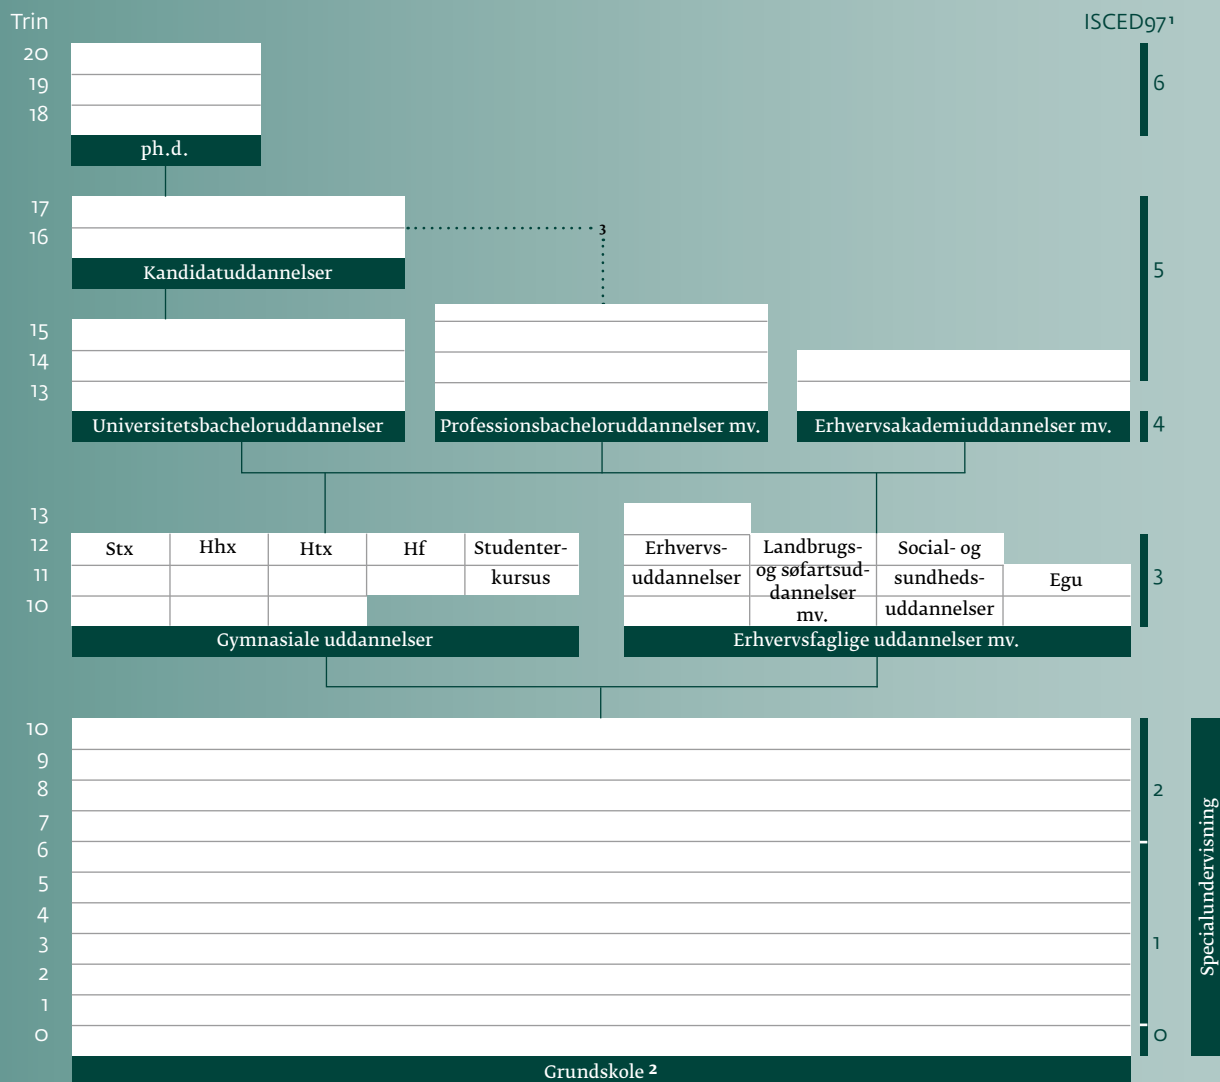 Trin
ISCED97¹
20
19
6
18
ph.d.
17
16
3
Kandidatuddannelser
5
15
14
13
Universitetsbacheloruddannelser
Professionsbacheloruddannelser mv.
Erhvervsakademiuddannelser mv.
4
13
12
11
10
Stx
Hhx
Htx
Hf
Studenter-
kursus
Gymnasiale uddannelser
Erhvervs-
uddannelser
Landbrugs-
og søfartsud-
dannelser
mv.
Social- og
sundheds-
uddannelser
Egu
3
Erhvervsfaglige uddannelser mv.
10
9
8
2
7
6
5
4
3
1
2
1
0
0
Specialundervisning
Grundskole ²